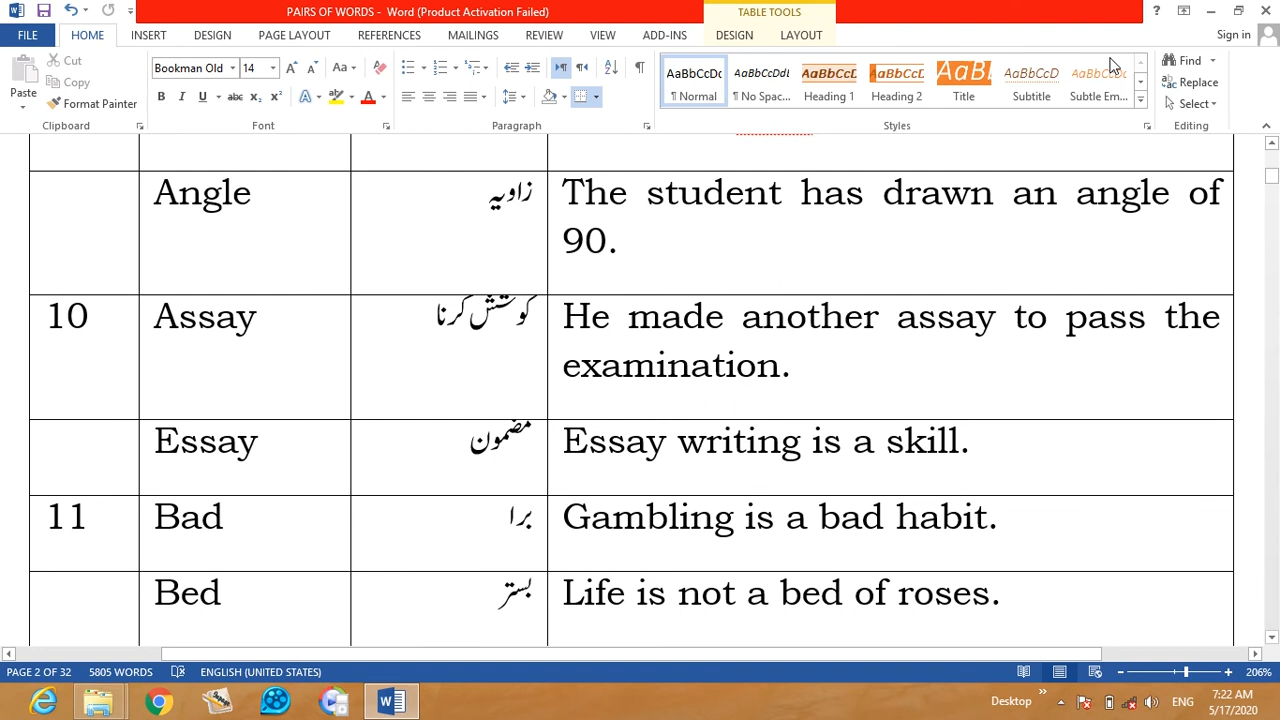 PAIRS OF WORDS - Word (Product Activation Failed)
TABLE TOOLS
FILE HOME INSERT DESIGN PAGE LAYOUT REFERENCES MAILINGS REVIEW VIEW ADD-INS DESIGN LAYOUT Sign in
Paste Cut Copy Format Painter
Bookman Old 14
AaBbCcDc AaBbCcDdI AaBbCcD AaBbCcD AaBl AaBbCcD AaBbCcDc
¶ Normal ¶ No Spac... Heading 1 Heading 2 Title Subtitle Subtle Em...
Find Replace Select
Clipboard Font Paragraph Styles Editing
Angle زاویہ The student has drawn an angle of
90.
10 Assay کوشش کرنا He made another assay to pass the
examination.
Essay مضمون Essay writing is a skill.
11 Bad برا Gambling is a bad habit.
Bed بستر Life is not a bed of roses.
PAGE 2 OF 32 5805 WORDS ENGLISH (UNITED STATES) 206%
Desktop ENG 7:22 AM
5/17/2020